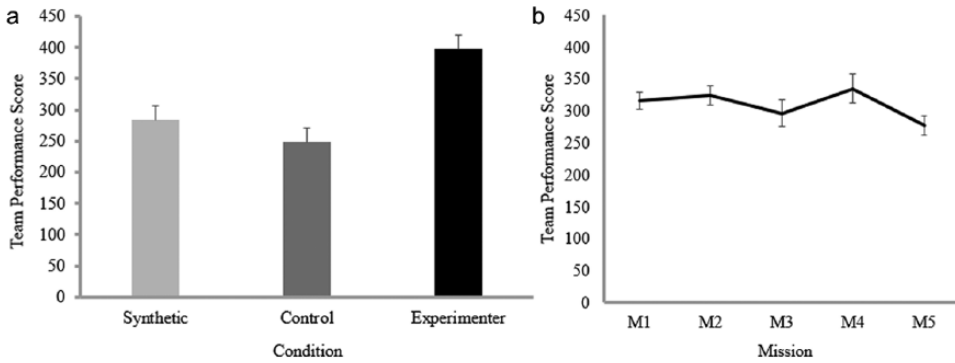 a
450
400
350
300
250
200
150
100
50
0
Team Performance Score
Synthetic Control Experimenter
Condition
b
450
400
350
300
250
200
150
100
50
0
Team Performance Score
M1 M2 M3 M4 M5
Mission